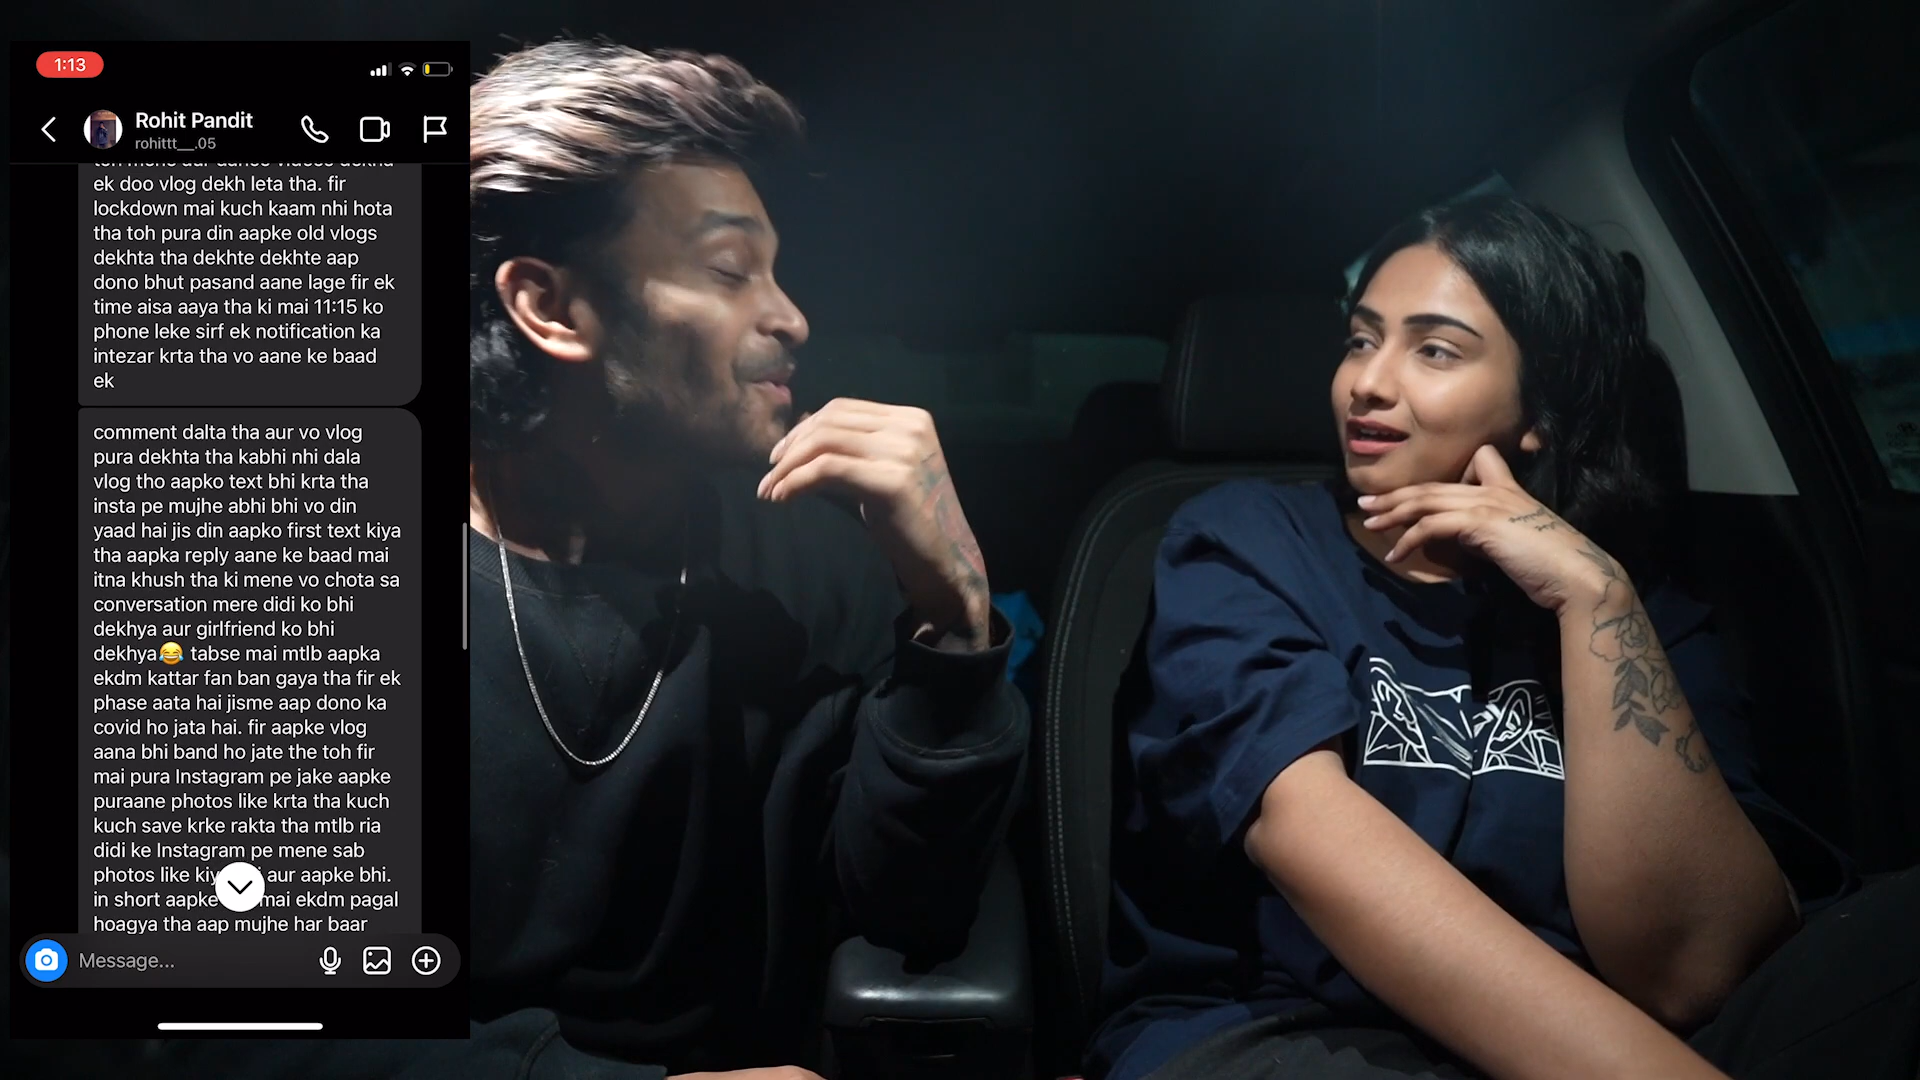 1:13
Rohit Pandit
rohittt__.05
ek doo vlog dekh leta tha. fir
lockdown mai kuch kaam nhi hota
tha toh pura din aapke old vlogs
dekhta tha dekhte dekhte aap
dono bhut pasand aane lage fir ek
time aisa aaya tha ki mai 11:15 ko
phone leke sirf ek notification ka
intezar krta tha vo aane ke baad
ek
comment dalta tha aur vo vlog
pura dekhta tha kabhi nhi dala
vlog tho aapko text bhi krta tha
insta pe mujhe abhi bhi vo din
yaad hai jis din aapko first text kiya
tha aapka reply aane ke baad mai
itna khush tha ki mene vo chota sa
conversation mere didi ko bhi
dekhya aur girlfriend ko bhi
dekhya😂 tabse mai mtlb aapka
ekdm kattar fan ban gaya tha fir ek
phase aata hai jisme aap dono ka
covid ho jata hai. fir aapke vlog
aana bhi band ho jate the toh fir
mai pura Instagram pe jake aapke
puraane photos like krta tha kuch
kuch save krke rakta tha mtlb ria
didi ke Instagram pe mene sab
photos like aur aapke bhi.
in short aapke mai ekdm pagal
hoagya tha aap mujhe har baar
Message...